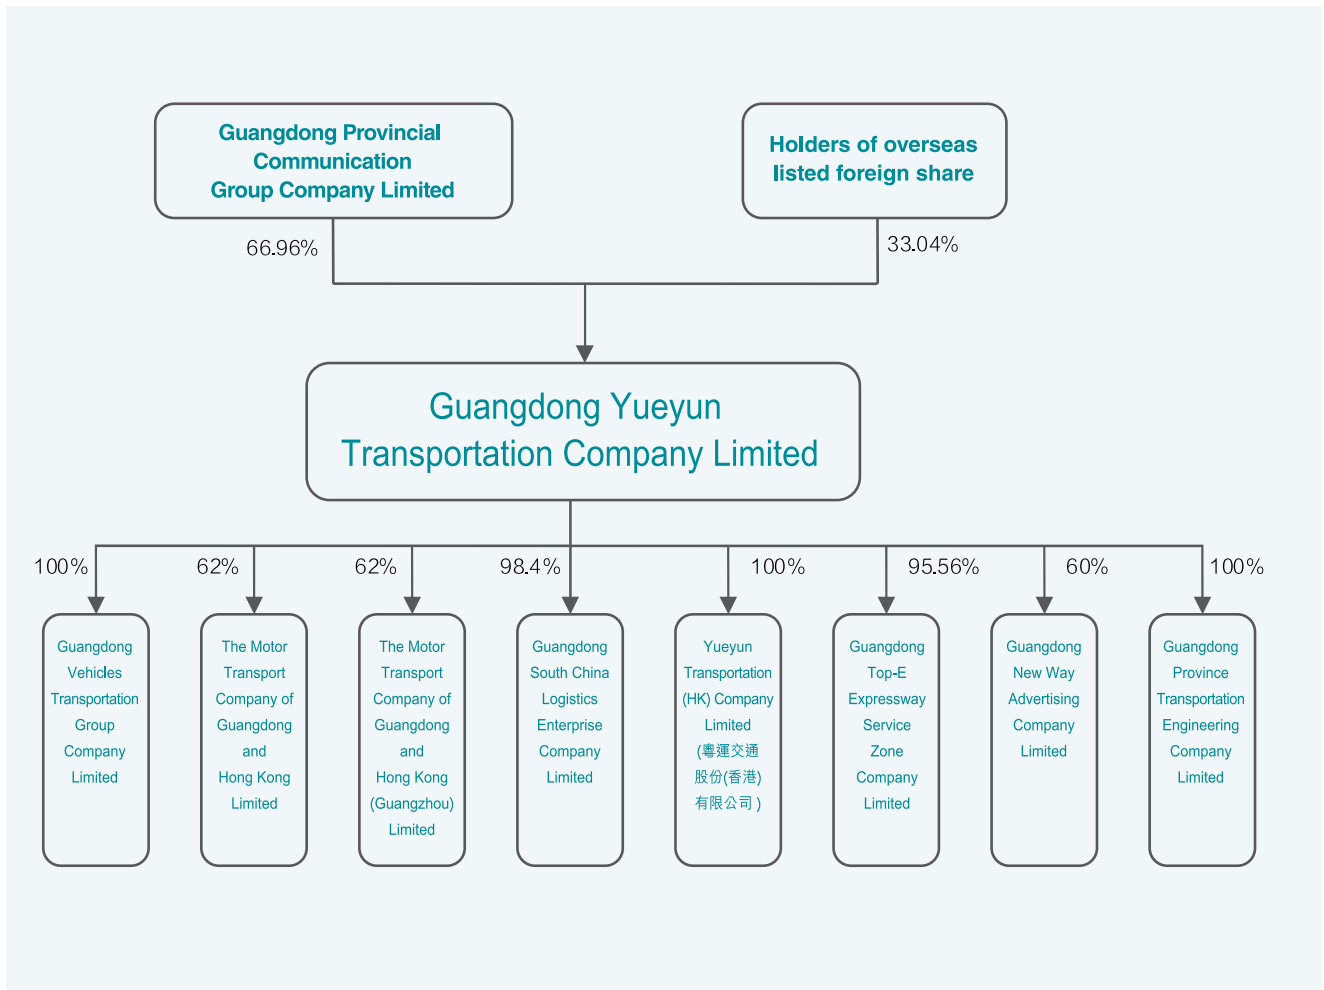 Guangdong Provincial
Communication
Group Company Limited
Holders of overseas
listed foreign share
66.96%
33.04%
Guangdong Yueyun
Transportation Company Limited
100%
62%
62%
98.4%
100%
95.56%
60%
100%
Guangdong
Vehicles
Transportation
Group
Company
Limited
The Motor
Transport
Company of
Guangdong
and
Hong Kong
Limited
The Motor
Transport
Company of
Guangdong
and
Hong Kong
(Guangzhou)
Limited
Guangdong
South China
Logistics
Enterprise
Company
Limited
Yueyun
Transportation
(HK) Company
Limited
(粵運交通
股份(香港)
有限公司 )
Guangdong
Top-E
Expressway
Service
Zone
Company
Limited
Guangdong
New Way
Advertising
Company
Limited
Guangdong
Province
Transportation
Engineering
Company
Limited